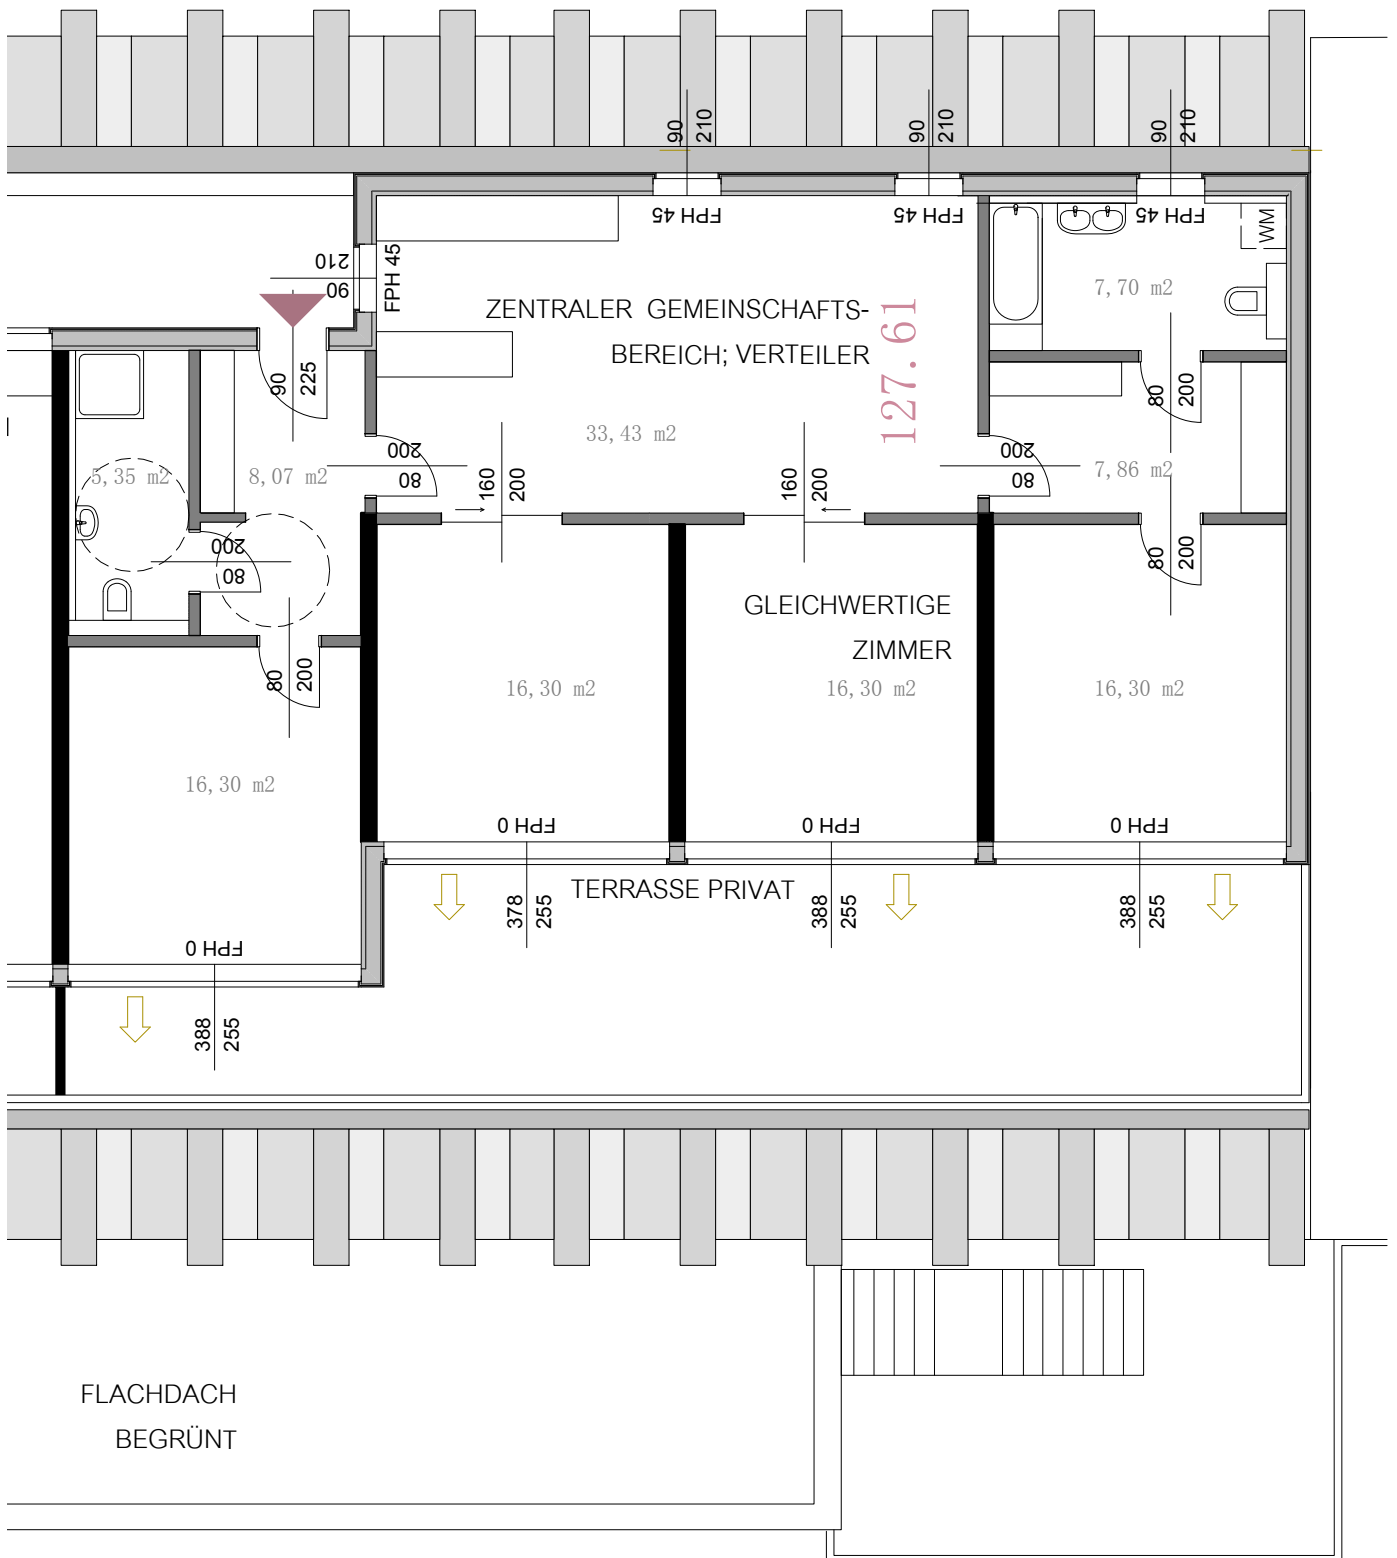 90
210
90
210
90
210
FPH 45
FPH 45
FPH 45
WM
210
90
FPH 45
ZENTRALER GEMEINSCHAFTS-
BEREICH; VERTEILER
127.61
7,70 m2
90
225
80
200
33,43 m2
5,35 m2
8,07 m2
200
80
160
200
160
200
200
80
7,86 m2
200
80
80
200
GLEICHWERTIGE
ZIMMER
80
200
16,30 m2
16,30 m2
16,30 m2
16,30 m2
FPH 0
FPH 0
FPH 0
TERRASSE PRIVAT
378
255
388
255
388
255
FPH 0
388
255
FLACHDACH
BEGRÜNT